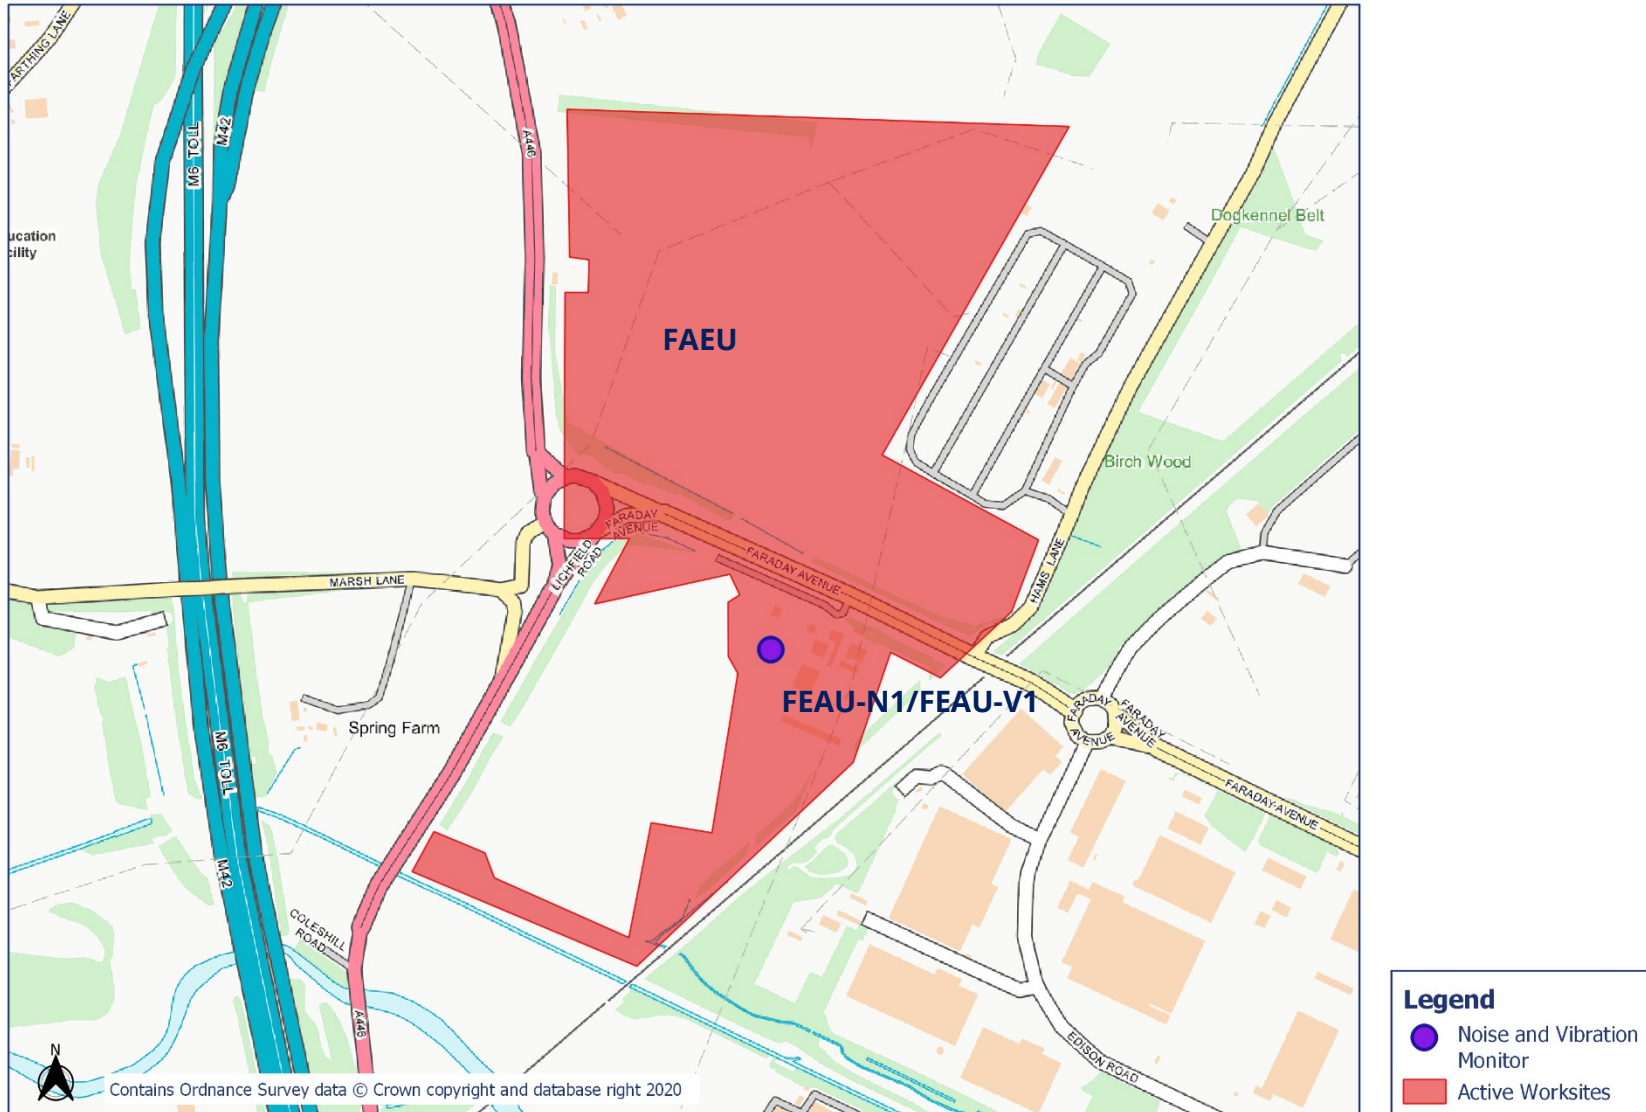 ARTHING LANE
M6 TOLL
M42
A446
Dogkennel Belt
ucation
cility
FAEU
Birch Wood
FARADAY
AVENUE
LICHFIELD
ROAD
FARADAY AVENUE
HAMS LANE
MARSH LANE
FEAU-N1/FEAU-V1
FARADAY
AVENUE
FARADAY
AVENUE
Spring Farm
M6 TOLL
FARADAY AVENUE
M42
COLESHILL
ROAD
A446
EDISON ROAD
N
Contains Ordnance Survey data © Crown copyright and database right 2020
Legend
Noise and Vibration
Monitor
Active Worksites